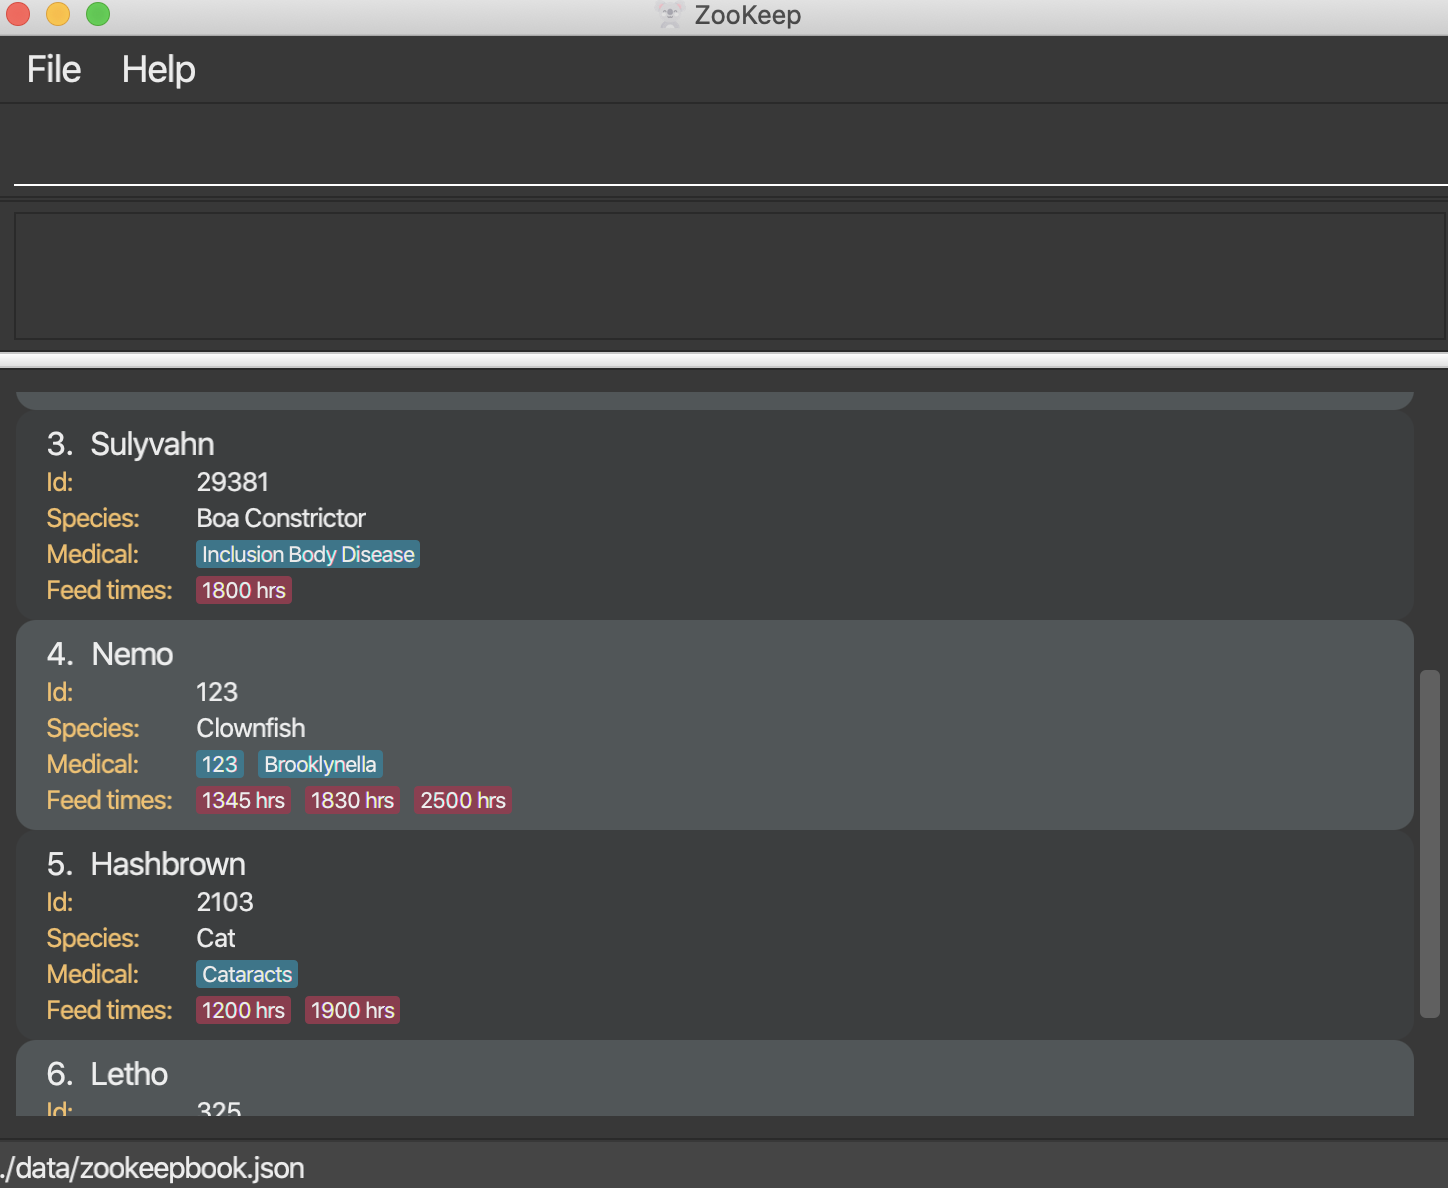 ZooKeep
File Help
3. Sulyvahn
Id: 29381
Species: Boa Constrictor
Medical: Inclusion Body Disease
Feed times: 1800 hrs
4. Nemo
Id: 123
Species: Clownfish
Medical: 123 Brooklynella
Feed times: 1345 hrs 1830 hrs 2500 hrs
5. Hashbrown
Id: 2103
Species: Cat
Medical: Cataracts
Feed times: 1200 hrs 1900 hrs
6. Letho
Id: 325
./data/zookeepbook.json